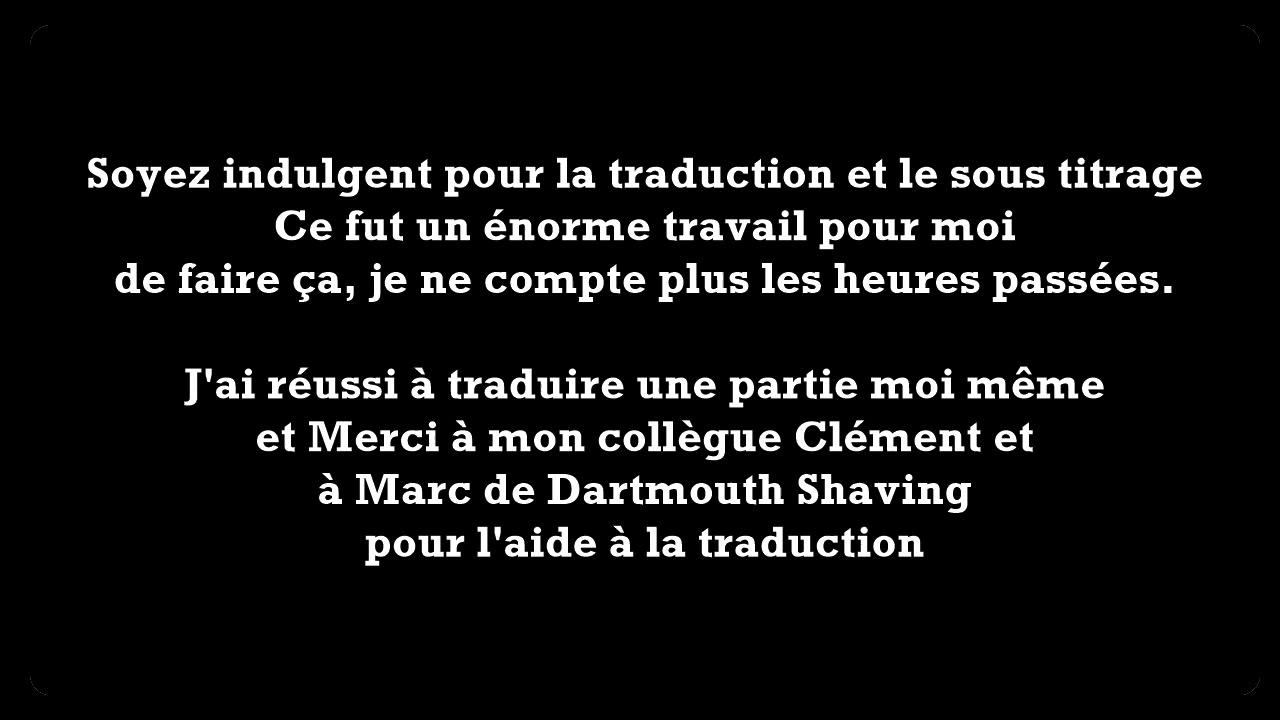 Soyez indulgent pour la traduction et le sous titrage
Ce fut un énorme travail pour moi
de faire ça, je ne compte plus les heures passées.
J'ai réussi à traduire une partie moi même
et Merci à mon collègue Clément et
à Marc de Dartmouth Shaving
pour l'aide à la traduction